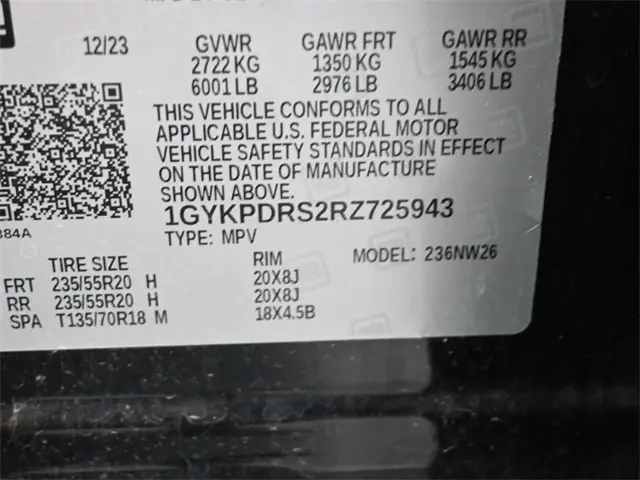 12/23 GVWR GAWR FRT GAWR RR
2722 KG 1350 KG 1545 KG
6001 LB 2976 LB 3406 LB
THIS VEHICLE CONFORMS TO ALL
APPLICABLE U.S. FEDERAL MOTOR
VEHICLE SAFETY STANDARDS IN EFFECT
ON THE DATE OF MANUFACTURE
SHOWN ABOVE.
1GYKPDRS2RZ725943
384A
TYPE: MPV
TIRE SIZE RIM MODEL: 236NW26
FRT 235/55R20 H 20X8J
RR 235/55R20 H 20X8J
SPA T135/70R18 M 18X4.5B